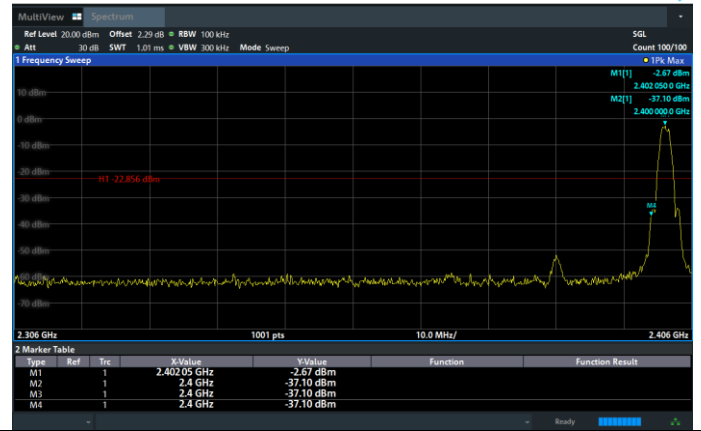 MultiView Spectrum
Ref Level 20.00 dBm Offset 2.29 dB RBW 100 kHz SGL
Att 30 dB SWT 1.01 ms VBW 300 kHz Mode Sweep Count 100/100
1 Frequency Sweep 1Pk Max
M1[1] -2.67 dBm
2.402 050 0 GHz
M2[1] -37.10 dBm
2.400 000 0 GHz
10 dBm
0 dBm
-10 dBm
-20 dBm
H1 -22.856 dBm
-30 dBm
M4
-40 dBm
-50 dBm
-60 dBm
-70 dBm
2.306 GHz 1001 pts 10.0 MHz/ 2.406 GHz
2 Marker Table
Type Ref Trc X-Value Y-Value Function Function Result
M1 1 2.402 05 GHz -2.67 dBm
M2 1 2.4 GHz -37.10 dBm
M3 1 2.4 GHz -37.10 dBm
M4 1 2.4 GHz -37.10 dBm
Ready